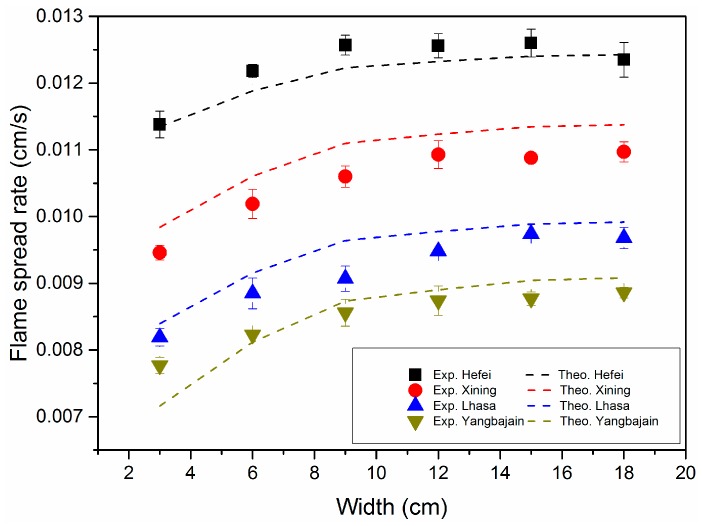 0.013
0.012
0.011
0.010
0.009
0.008
0.007
Flame spread rate (cm/s)
Exp. Hefei Theo. Hefei
Exp. Xining Theo. Xining
Exp. Lhasa Theo. Lhasa
Exp. Yangbajain Theo. Yangbajain
2 4 6 8 10 12 14 16 18 20
Width (cm)